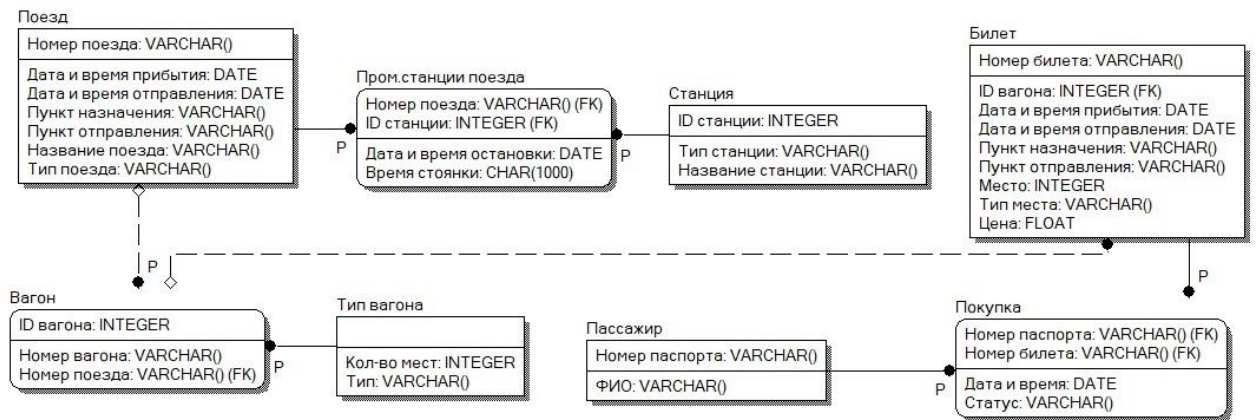 Поезд
Номер поезда: VARCHAR()
Дата и время прибытия: DATE
Дата и время отправления: DATE
Пункт назначения: VARCHAR()
Пункт отправления: VARCHAR()
Название поезда: VARCHAR()
Тип поезда: VARCHAR()
P
Пром.станции поезда
Номер поезда: VARCHAR() (FK)
ID станции: INTEGER (FK)
Дата и время остановки: DATE
Время стоянки: CHAR(1000)
P
Станция
ID станции: INTEGER
Тип станции: VARCHAR()
Название станции: VARCHAR()
Билет
Номер билета: VARCHAR()
ID вагона: INTEGER (FK)
Дата и время прибытия: DATE
Дата и время отправления: DATE
Пункт назначения: VARCHAR()
Пункт отправления: VARCHAR()
Место: INTEGER
Тип места: VARCHAR()
Цена: FLOAT
P
P
Вагон
ID вагона: INTEGER
Номер вагона: VARCHAR()
Номер поезда: VARCHAR() (FK)
P
Тип вагона
Кол-во мест: INTEGER
Тип: VARCHAR()
Пассажир
Номер паспорта: VARCHAR()
ФИО: VARCHAR()
P
Покупка
Номер паспорта: VARCHAR() (FK)
Номер билета: VARCHAR() (FK)
Дата и время: DATE
Статус: VARCHAR()